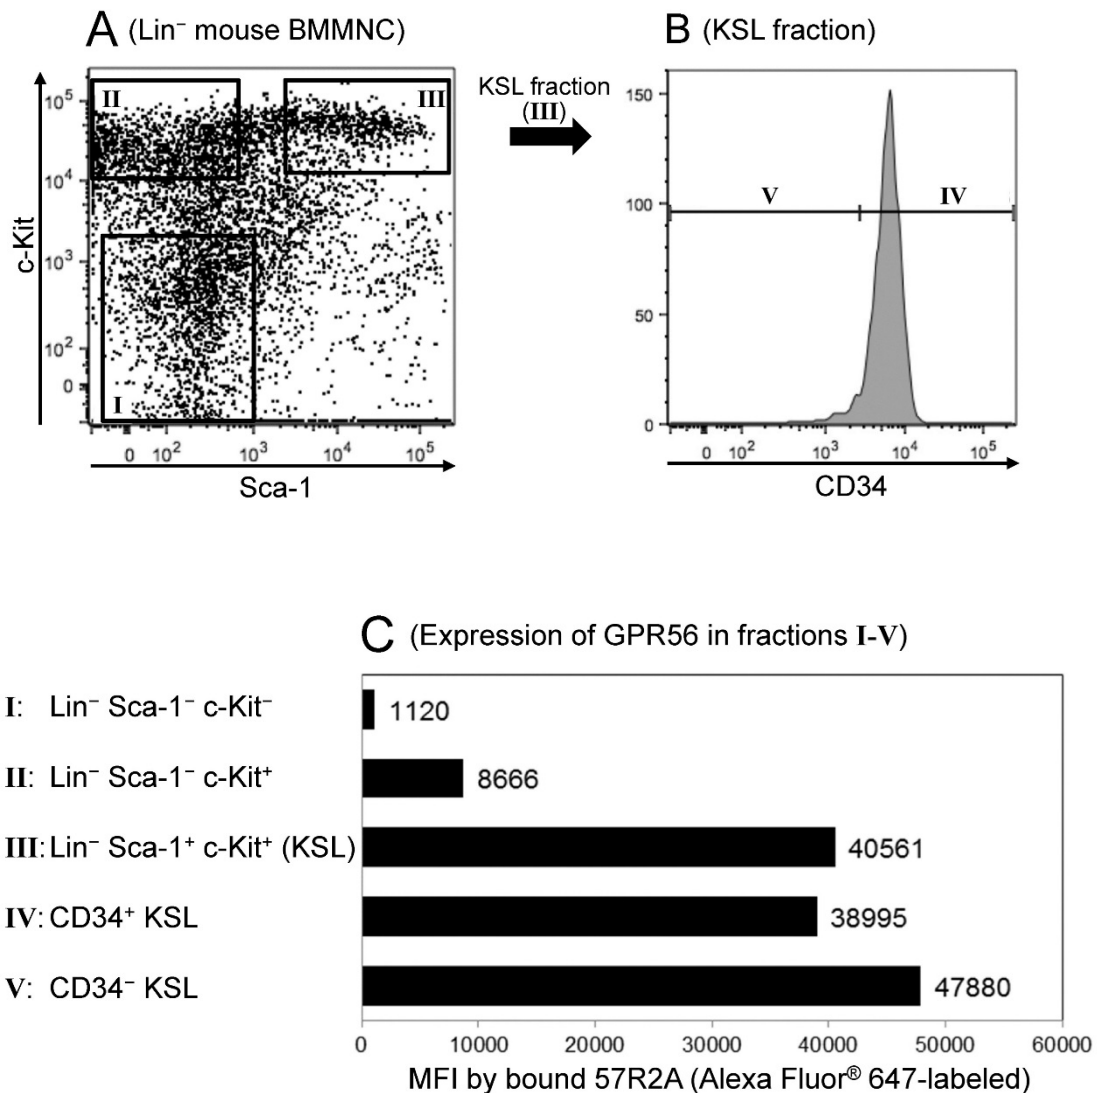 A (Lin⁻ mouse BMMNC)
II
III
I
10⁵
10⁴
10³
10²
0
c-Kit
0 10² 10³ 10⁴ 10⁵
Sca-1
KSL fraction
(III)
B (KSL fraction)
150
100
50
0
V
IV
0 10² 10³ 10⁴ 10⁵
CD34
C (Expression of GPR56 in fractions I-V)
I: Lin⁻ Sca-1⁻ c-Kit⁻ 1120
II: Lin⁻ Sca-1⁻ c-Kit⁺ 8666
III: Lin⁻ Sca-1⁺ c-Kit⁺ (KSL) 40561
IV: CD34⁺ KSL 38995
V: CD34⁻ KSL 47880
0 10000 20000 30000 40000 50000 60000
MFI by bound 57R2A (Alexa Fluor® 647-labeled)